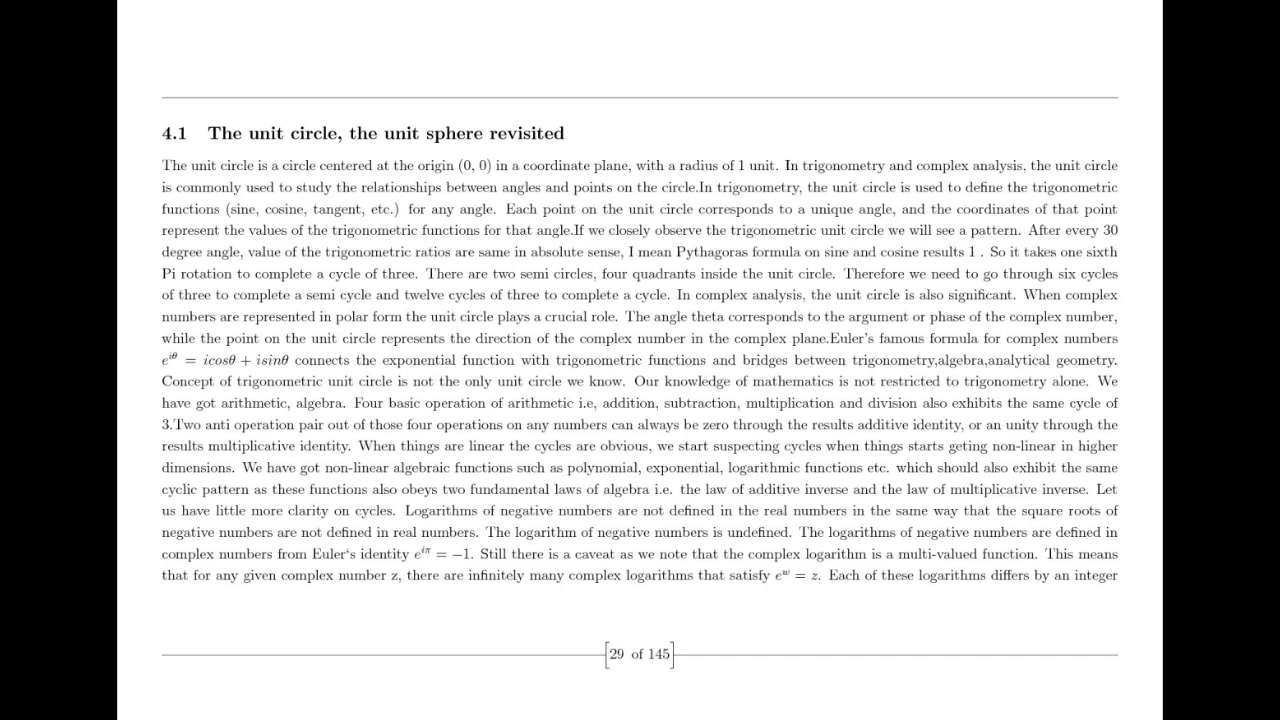 4.1 The unit circle, the unit sphere revisited
The unit circle is a circle centered at the origin (0, 0) in a coordinate plane, with a radius of 1 unit. In trigonometry and complex analysis, the unit circle
is commonly used to study the relationships between angles and points on the circle.In trigonometry, the unit circle is used to define the trigonometric
functions (sine, cosine, tangent, etc.) for any angle. Each point on the unit circle corresponds to a unique angle, and the coordinates of that point
represent the values of the trigonometric functions for that angle.If we closely observe the trigonometric unit circle we will see a pattern. After every 30
degree angle, value of the trigonometric ratios are same in absolute sense, I mean Pythagoras formula on sine and cosine results 1 . So it takes one sixth
Pi rotation to complete a cycle of three. There are two semi circles, four quadrants inside the unit circle. Therefore we need to go through six cycles
of three to complete a semi cycle and twelve cycles of three to complete a cycle. In complex analysis, the unit circle is also significant. When complex
numbers are represented in polar form the unit circle plays a crucial role. The angle theta corresponds to the argument or phase of the complex number,
while the point on the unit circle represents the direction of the complex number in the complex plane.Euler's famous formula for complex numbers
e^{iθ} = icosθ + isinθ connects the exponential function with trigonometric functions and bridges between trigonometry,algebra,analytical geometry.
Concept of trigonometric unit circle is not the only unit circle we know. Our knowledge of mathematics is not restricted to trigonometry alone. We
have got arithmetic, algebra. Four basic operation of arithmetic i.e, addition, subtraction, multiplication and division also exhibits the same cycle of
3.Two anti operation pair out of those four operations on any numbers can always be zero through the results additive identity, or an unity through the
results multiplicative identity. When things are linear the cycles are obvious, we start suspecting cycles when things starts geting non-linear in higher
dimensions. We have got non-linear algebraic functions such as polynomial, exponential, logarithmic functions etc. which should also exhibit the same
cyclic pattern as these functions also obeys two fundamental laws of algebra i.e. the law of additive inverse and the law of multiplicative inverse. Let
us have little more clarity on cycles. Logarithms of negative numbers are not defined in the real numbers in the same way that the square roots of
negative numbers are not defined in real numbers. The logarithm of negative numbers is undefined. The logarithms of negative numbers are defined in
complex numbers from Euler‘s identity e^{iπ} = −1. Still there is a caveat as we note that the complex logarithm is a multi-valued function. This means
that for any given complex number z, there are infinitely many complex logarithms that satisfy e^{w} = z. Each of these logarithms differs by an integer
29 of 145